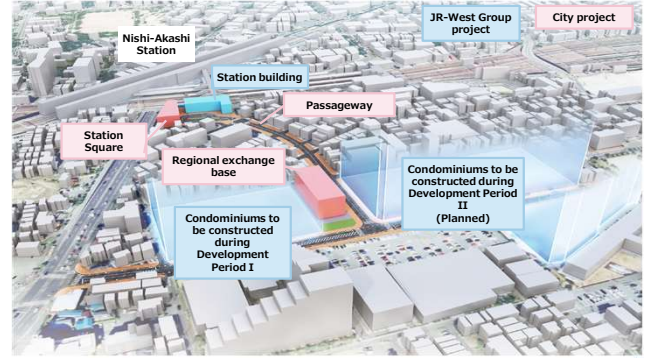 JR-West Group
project
City project
Nishi-Akashi
Station
Station building
Passageway
Station
Square
Regional exchange
base
Condominiums to
be constructed
during
Development
Period I
Condominiums to be
constructed during
Development Period
II
(Planned)